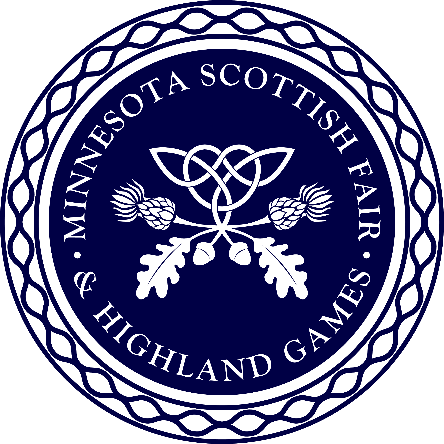 · MINNESOTA SCOTTISH FAIR ·
& HIGHLAND GAMES